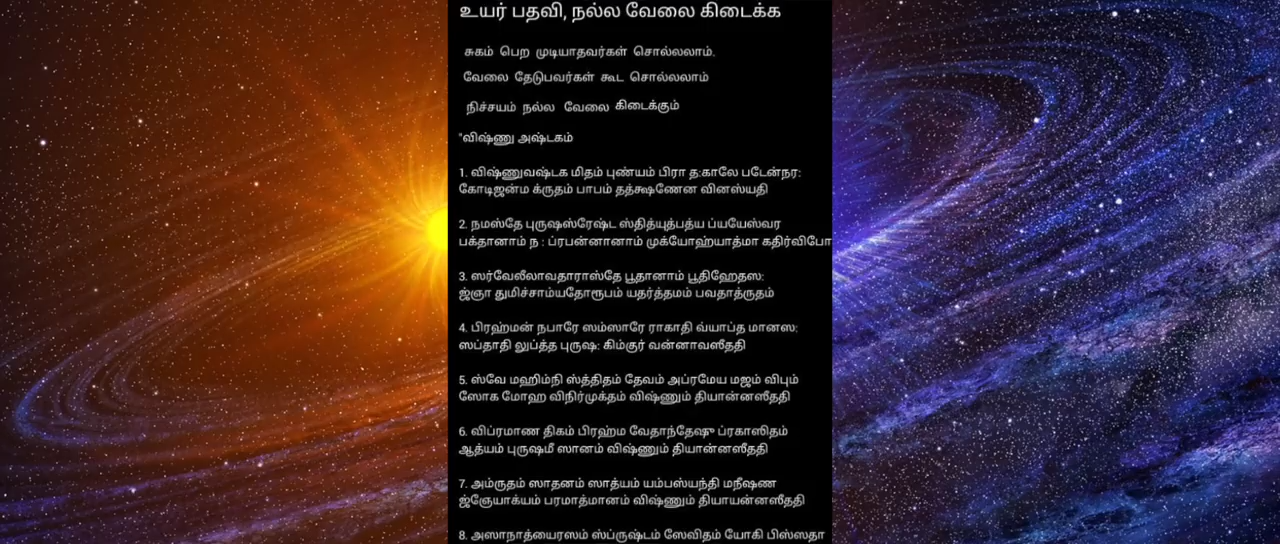 உயர் பதவி, நல்ல வேலை கிடைக்க
சுகம் பெற முடியாதவர்கள் சொல்லலாம்.
வேலை தேடுபவர்கள் கூட சொல்லலாம்
நிச்சயம் நல்ல வேலை கிடைக்கும்
"விஷ்ணு அஷ்டகம்
1. விஷ்ணுவஷ்டக மிதம் புண்யம் பிரா த:காலே படேன்நர:
கோடிஜன்ம க்ருதம் பாபம் தத்க்ஷணேன வினஸ்யதி
2. நமஸ்தே புருஷஸ்ரேஷ்ட ஸ்தித்யுத்பத்ய ப்யயேஸ்வர
பக்தானாம் ந : ப்ரபன்னானாம் முக்யோஹ்யாத்மா கதிர்விபோ
3. ஸர்வேலீலாவதாராஸ்தே பூதானாம் பூதிஹேதஸ:
ஜ்ஞா துமிச்சாம்யதோரூபம் யதர்த்தமம் பவதாத்ருதம்
4. பிரஹ்மன் நபாரே ஸம்ஸாரே ராகாதி வ்யாப்த மானஸ:
ஸப்தாதி லுப்த்த புருஷ: கிம்குர் வன்னாவஸீததி
5. ஸ்வே மஹிம்நி ஸ்த்திதம் தேவம் அப்ரமேய மஜம் விபும்
ஸோக மோஹ விநிர்முக்தம் விஷ்ணும் தியான்னஸீததி
6. விப்ரமாண திகம் பிரஹ்ம வேதாந்தேஷு ப்ரகாஸிதம்
ஆத்யம் புருஷமீ ஸானம் விஷ்ணும் தியான்னஸீததி
7. அம்ருதம் ஸாதனம் ஸாத்யம் யம்பஸ்யந்தி மநீஷண
ஜ்ஞேயாக்யம் பரமாத்மானம் விஷ்ணும் தியாயன்னஸீததி
8. அஸாநாத்யைரஸம் ஸ்ப்ருஷ்டம் ஸேவிதம் யோகி பிஸ்ஸதா